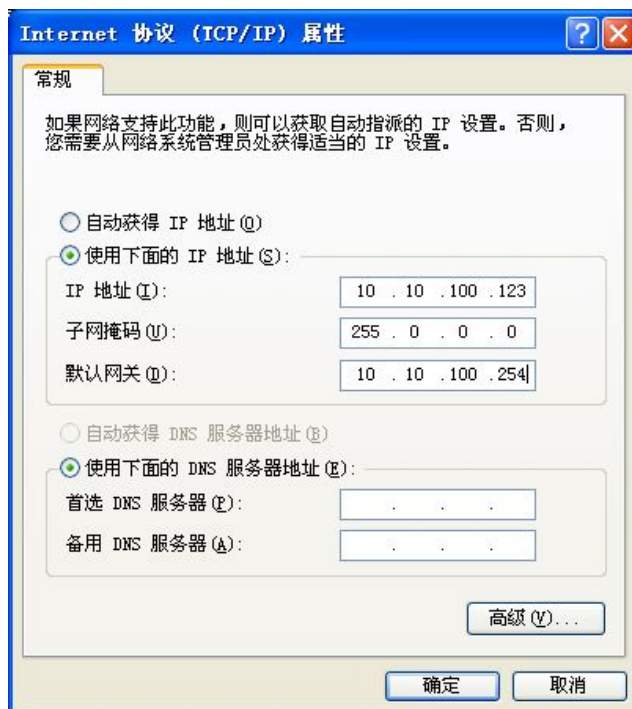 Internet 协议 (TCP/IP) 属性
常规
如果网络支持此功能，则可以获取自动指派的 IP 设置。否则，
您需要从网络系统管理员处获得适当的 IP 设置。
自动获得 IP 地址(O)
使用下面的 IP 地址(S):
IP 地址(I): 10 . 10 .100 .123
子网掩码(U): 255 . 0 . 0 . 0
默认网关(D): 10 . 10 .100 .254
自动获得 DNS 服务器地址(B)
使用下面的 DNS 服务器地址(E):
首选 DNS 服务器(P): . . .
备用 DNS 服务器(A): . . .
高级(V)...
确定 取消